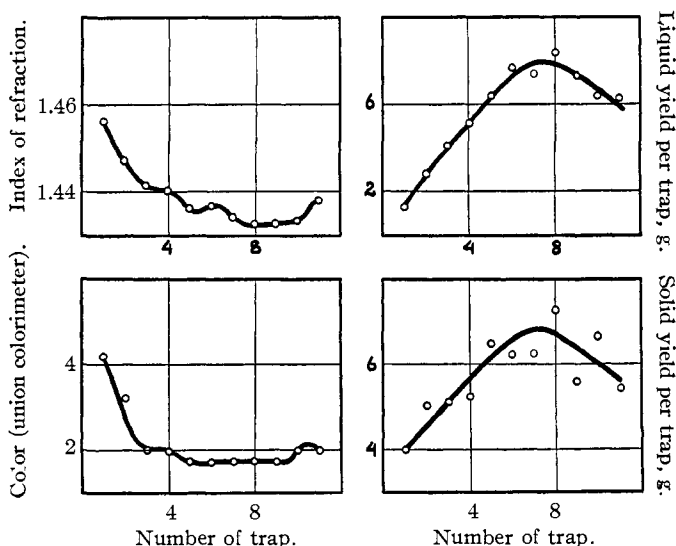 Index of refraction.
1.46
1.44
4
8
6
2
4
8
Liquid yield per trap, g.
Color (union colorimeter).
4
2
4
8
Number of trap.
6
4
4
8
Number of trap.
Solid yield per trap, g.